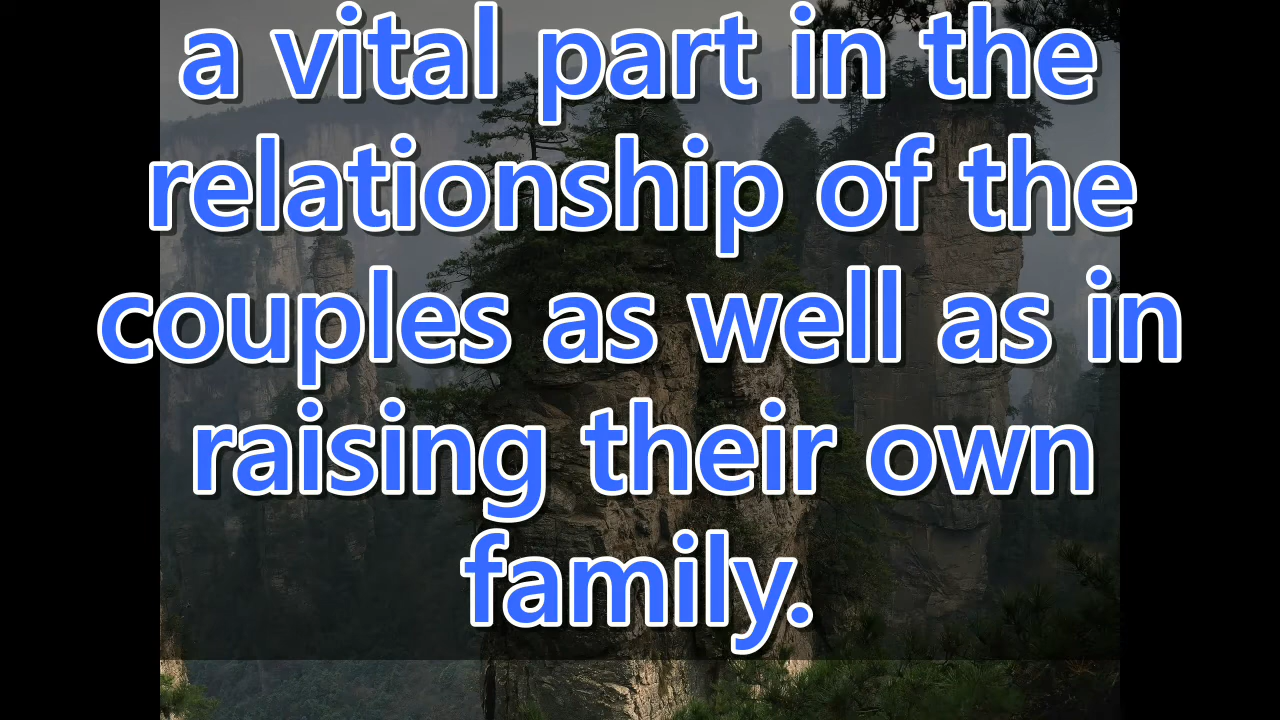 a vital part in the
relationship of the
couples as well as in
raising their own
family.